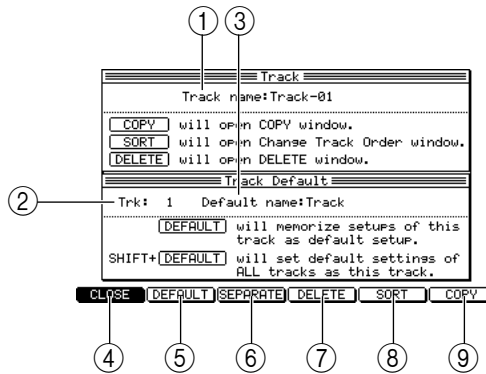 ① ③
Track
Track name:Track-01
COPY will open COPY window.
SORT will open Change Track Order window.
DELETE will open DELETE window.
Track Default
② Trk: 1 Default name:Track
DEFAULT will memorize setups of this
track as default setup.
SHIFT+ DEFAULT will set default settings of
ALL tracks as this track.
CLOSE DEFAULT SEPARATE DELETE SORT COPY
④ ⑤ ⑥ ⑦ ⑧ ⑨